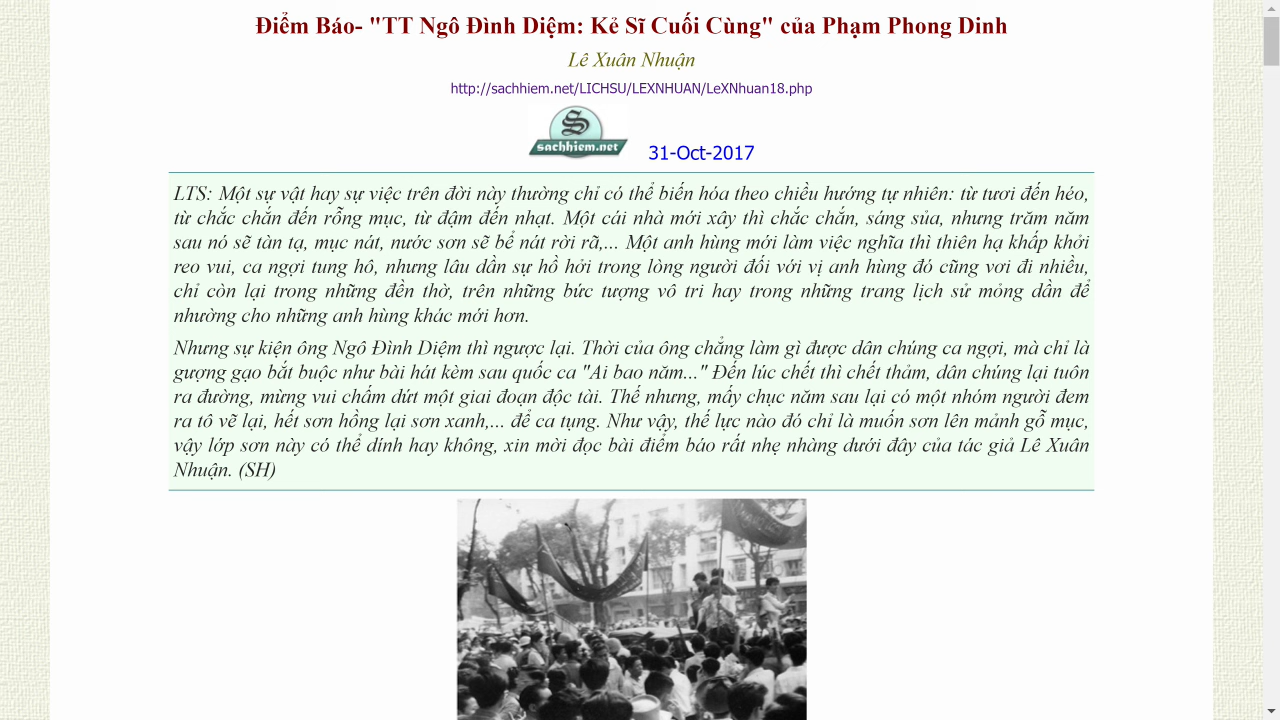 Điểm Báo- "TT Ngô Đình Diệm: Kẻ Sĩ Cuối Cùng" của Phạm Phong Dinh
Lê Xuân Nhuận
http://sachhiem.net/LICHSU/LEXNHUAN/LeXNhuan18.php
S
sachhiem.net
31-Oct-2017
LTS: Một sự vật hay sự việc trên đời này thường chỉ có thể biến hóa theo chiều hướng tự nhiên: từ tươi đến héo,
từ chắc chắn đến rỗng mục, từ đậm đến nhạt. Một cái nhà mới xây thì chắc chắn, sáng sủa, nhưng trăm năm
sau nó sẽ tàn tạ, mục nát, nước sơn sẽ bể nát rời rã,... Một anh hùng mới làm việc nghĩa thì thiên hạ khấp khởi
reo vui, ca ngợi tung hô, nhưng lâu dần sự hồ hởi trong lòng người đối với vị anh hùng đó cũng vơi đi nhiều,
chỉ còn lại trong những đền thờ, trên những bức tượng vô tri hay trong những trang lịch sử mỏng dần để
nhường cho những anh hùng khác mới hơn.
Nhưng sự kiện ông Ngô Đình Diệm thì ngược lại. Thời của ông chẳng làm gì được dân chúng ca ngợi, mà chỉ là
gượng gạo bắt buộc như bài hát kèm sau quốc ca "Ai bao năm..." Đến lúc chết thì chết thảm, dân chúng lại tuôn
ra đường, mừng vui chấm dứt một giai đoạn độc tài. Thế nhưng, mấy chục năm sau lại có một nhóm người đem
ra tô vẽ lại, hết sơn hồng lại sơn xanh,... để ca tụng. Như vậy, thế lực nào đó chỉ là muốn sơn lên mảnh gỗ mục,
vậy lớp sơn này có thể dính hay không, xin mời đọc bài điểm báo rất nhẹ nhàng dưới đây của tác giả Lê Xuân
Nhuận. (SH)